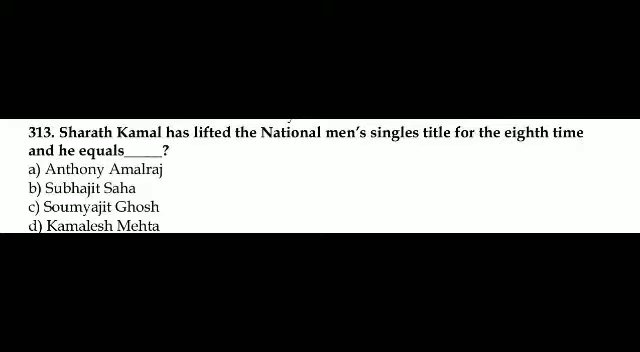 313. Sharath Kamal has lifted the National men's singles title for the eighth time
and he equals_____?
a) Anthony Amalraj
b) Subhajit Saha
c) Soumyajit Ghosh
d) Kamalesh Mehta